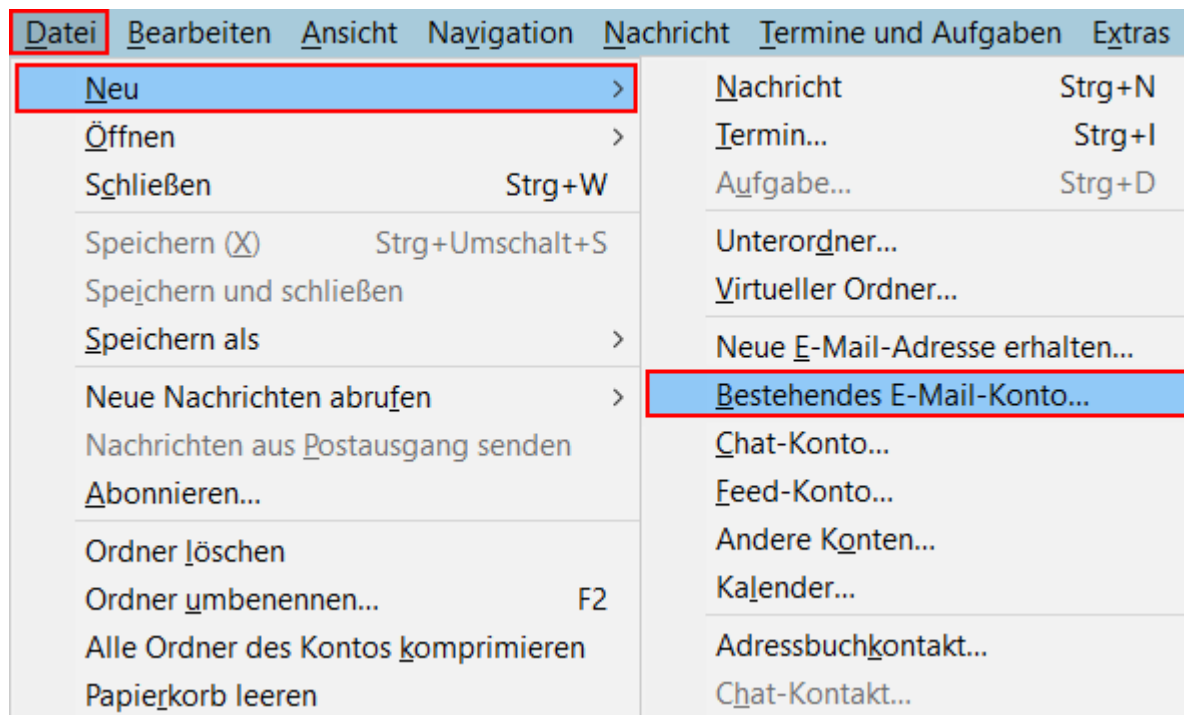 Datei Bearbeiten Ansicht Navigation Nachricht Termine und Aufgaben Extras
Neu >
Öffnen >
Schließen Strg+W
Speichern (X) Strg+Umschalt+S
Speichern und schließen
Speichern als >
Neue Nachrichten abrufen >
Nachrichten aus Postausgang senden
Abonnieren...
Ordner löschen
Ordner umbenennen... F2
Alle Ordner des Kontos komprimieren
Papierkorb leeren
Nachricht Strg+N
Termin... Strg+I
Aufgabe... Strg+D
Unterordner...
Virtueller Ordner...
Neue E-Mail-Adresse erhalten...
Bestehendes E-Mail-Konto...
Chat-Konto...
Feed-Konto...
Andere Konten...
Kalender...
Adressbuchkontakt...
Chat-Kontakt...